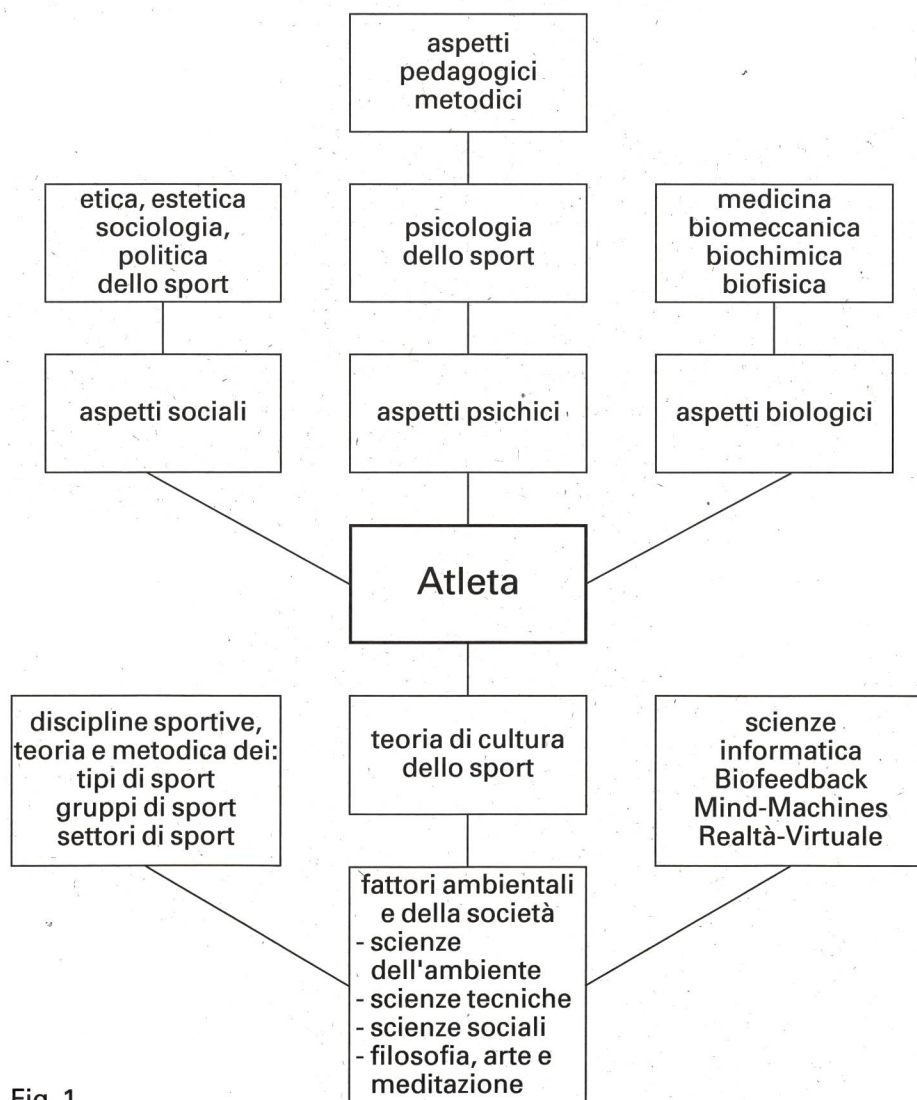 aspetti
pedagogici
metodici
etica, estetica
sociologia,
politica
dello sport
psicologia
dello sport
medicina
biomeccanica
biochimica
biofisica
aspetti sociali
aspetti psichici
aspetti biologici
Atleta
discipline sportive,
teoria e metodica dei:
tipi di sport
gruppi di sport
settori di sport
teoria di cultura
dello sport
scienze
informatica
Biofeedback
Mind-Machines
Realtà-Virtuale
fattori ambientali
e della società
- scienze
dell'ambiente
- scienze tecniche
- scienze sociali
- filosofia, arte e
meditazione
Fig. 1